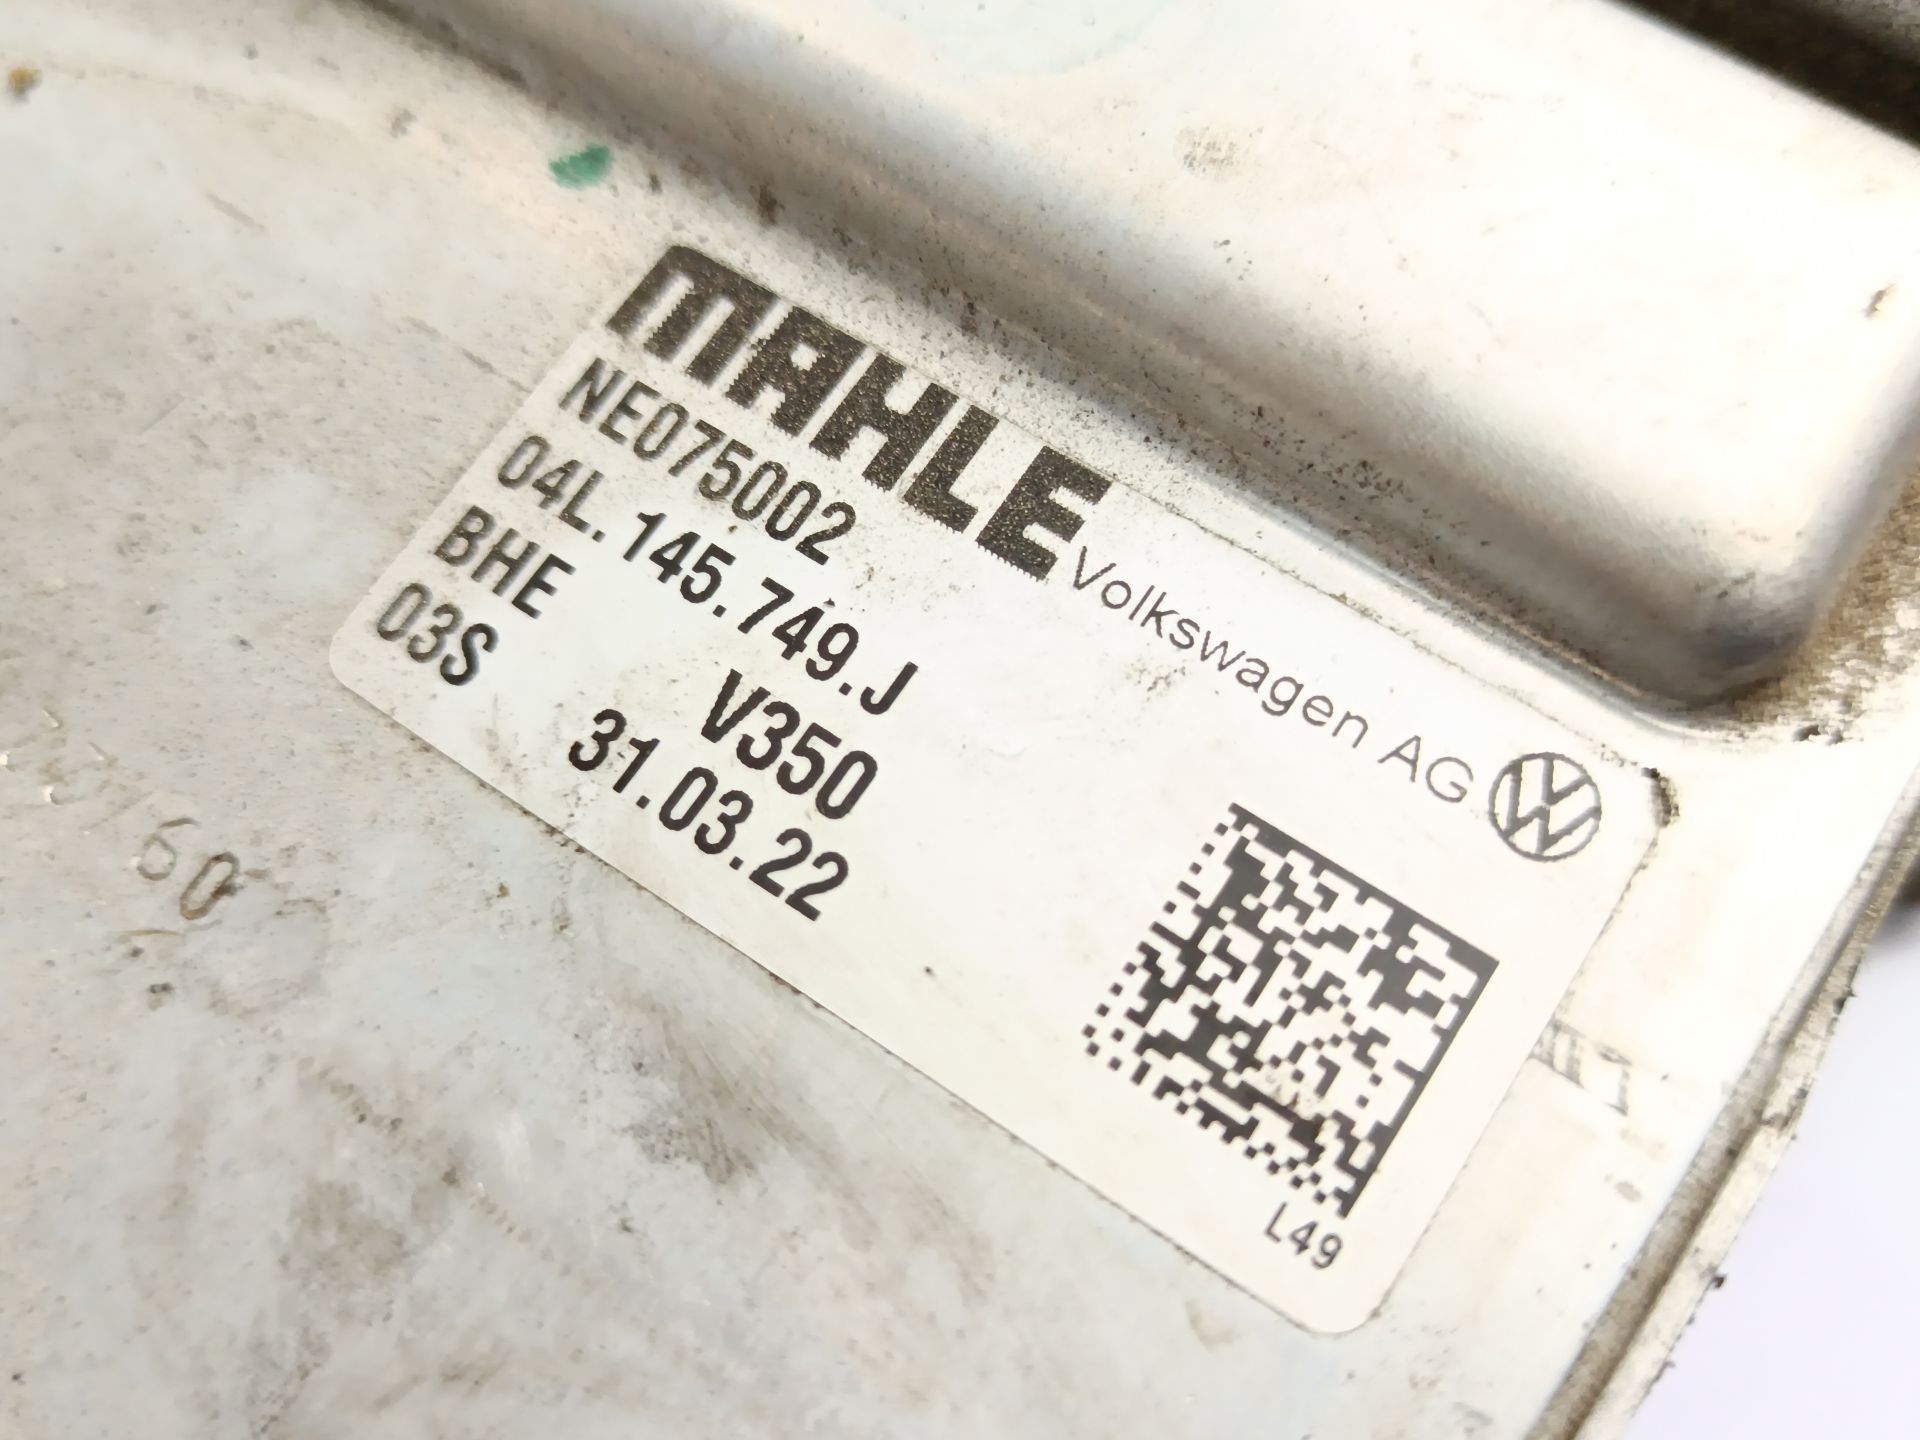 MAHLE
Volkswagen AG
NE075002
04L.145.749.J
BHE V350
03S 31.03.22
L49
60